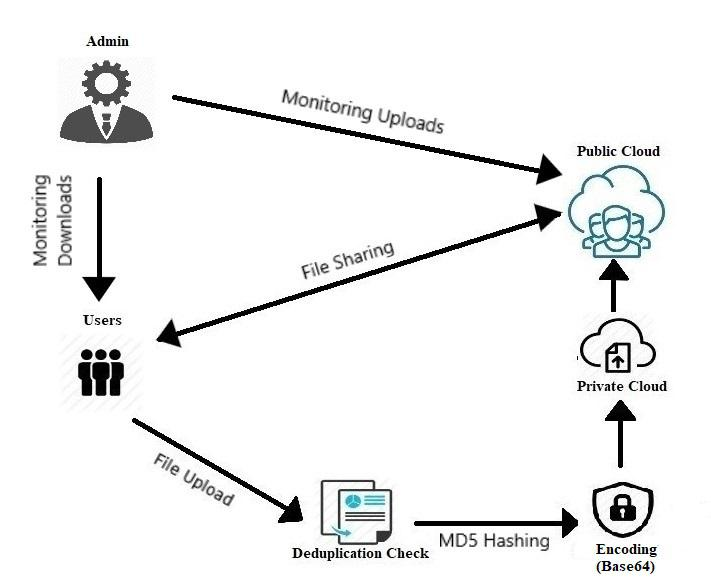 Admin
Monitoring Uploads
Public Cloud
Monitoring
Downloads
File Sharing
Users
Private Cloud
File Upload
Deduplication Check
MD5 Hashing
Encoding
(Base64)